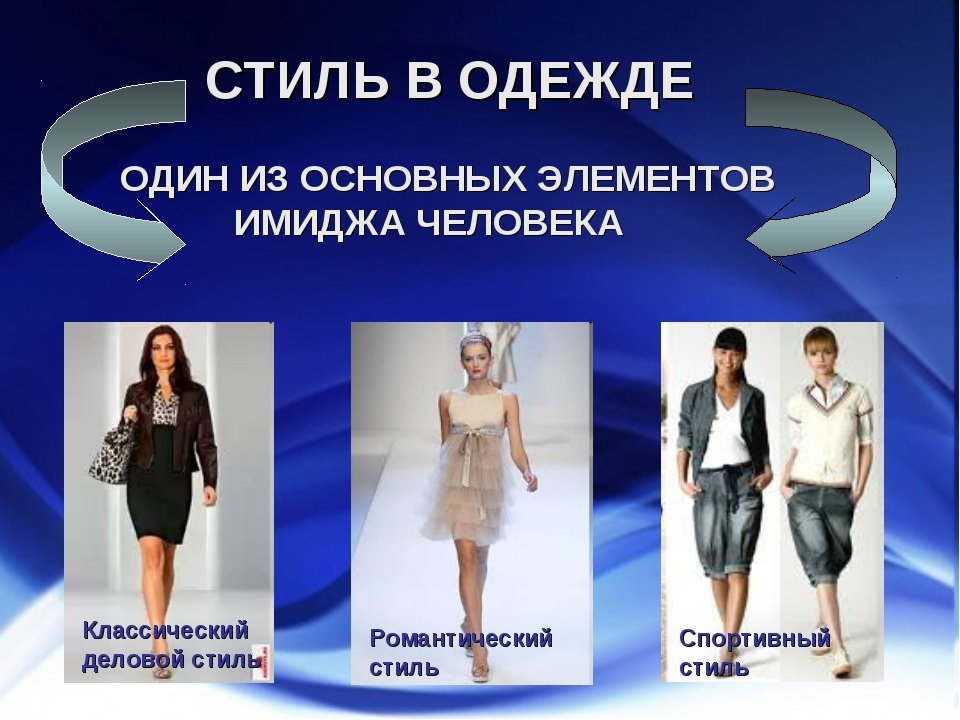 СТИЛЬ В ОДЕЖДЕ
ОДИН ИЗ ОСНОВНЫХ ЭЛЕМЕНТОВ
ИМИДЖА ЧЕЛОВЕКА
Классический
деловой стиль
Романтический
стиль
Спортивный
стиль